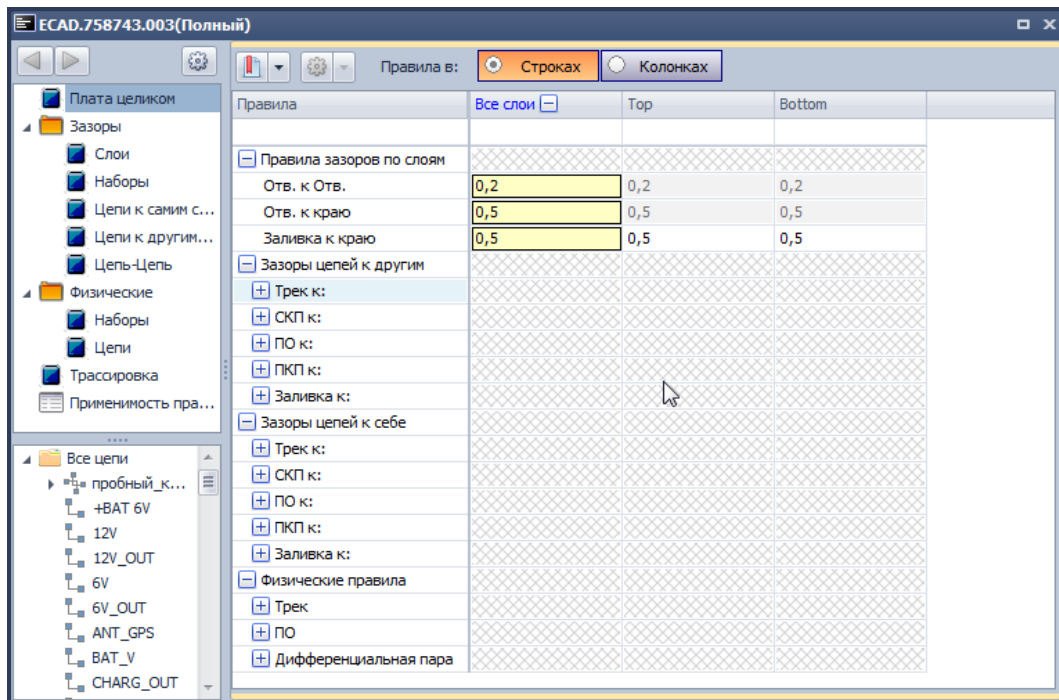 ECAD.758743.003(Полный)
Правила в: Строках Колонках
Плата целиком
Зазоры
Слои
Наборы
Цепи к самим с...
Цепи к другим...
Цепь-Цепь
Физические
Наборы
Цепи
Трассировка
Применимость пра...
Все цепи
пробный_к...
+BAT 6V
12V
12V_OUT
6V
6V_OUT
ANT_GPS
BAT_V
CHARG_OUT
Правила Все слои Top Bottom
Правила зазоров по слоям
Отв. к Отв. 0,2 0,2 0,2
Отв. к краю 0,5 0,5 0,5
Заливка к краю 0,5 0,5 0,5
Зазоры цепей к другим
Трек к:
СКП к:
ПО к:
ПКП к:
Заливка к:
Зазоры цепей к себе
Трек к:
СКП к:
ПО к:
ПКП к:
Заливка к:
Физические правила
Трек
ПО
Дифференциальная пара